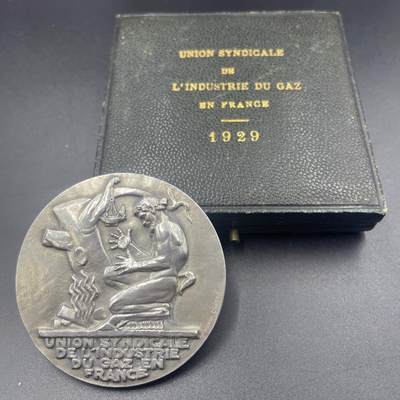 UNION SYNDICALE
DE
L'INDUSTRIE DU GAZ
EN FRANCE
1929
UNION SYNDICALE
DE L'INDUSTRIE
DU GAZ EN
FRANCE